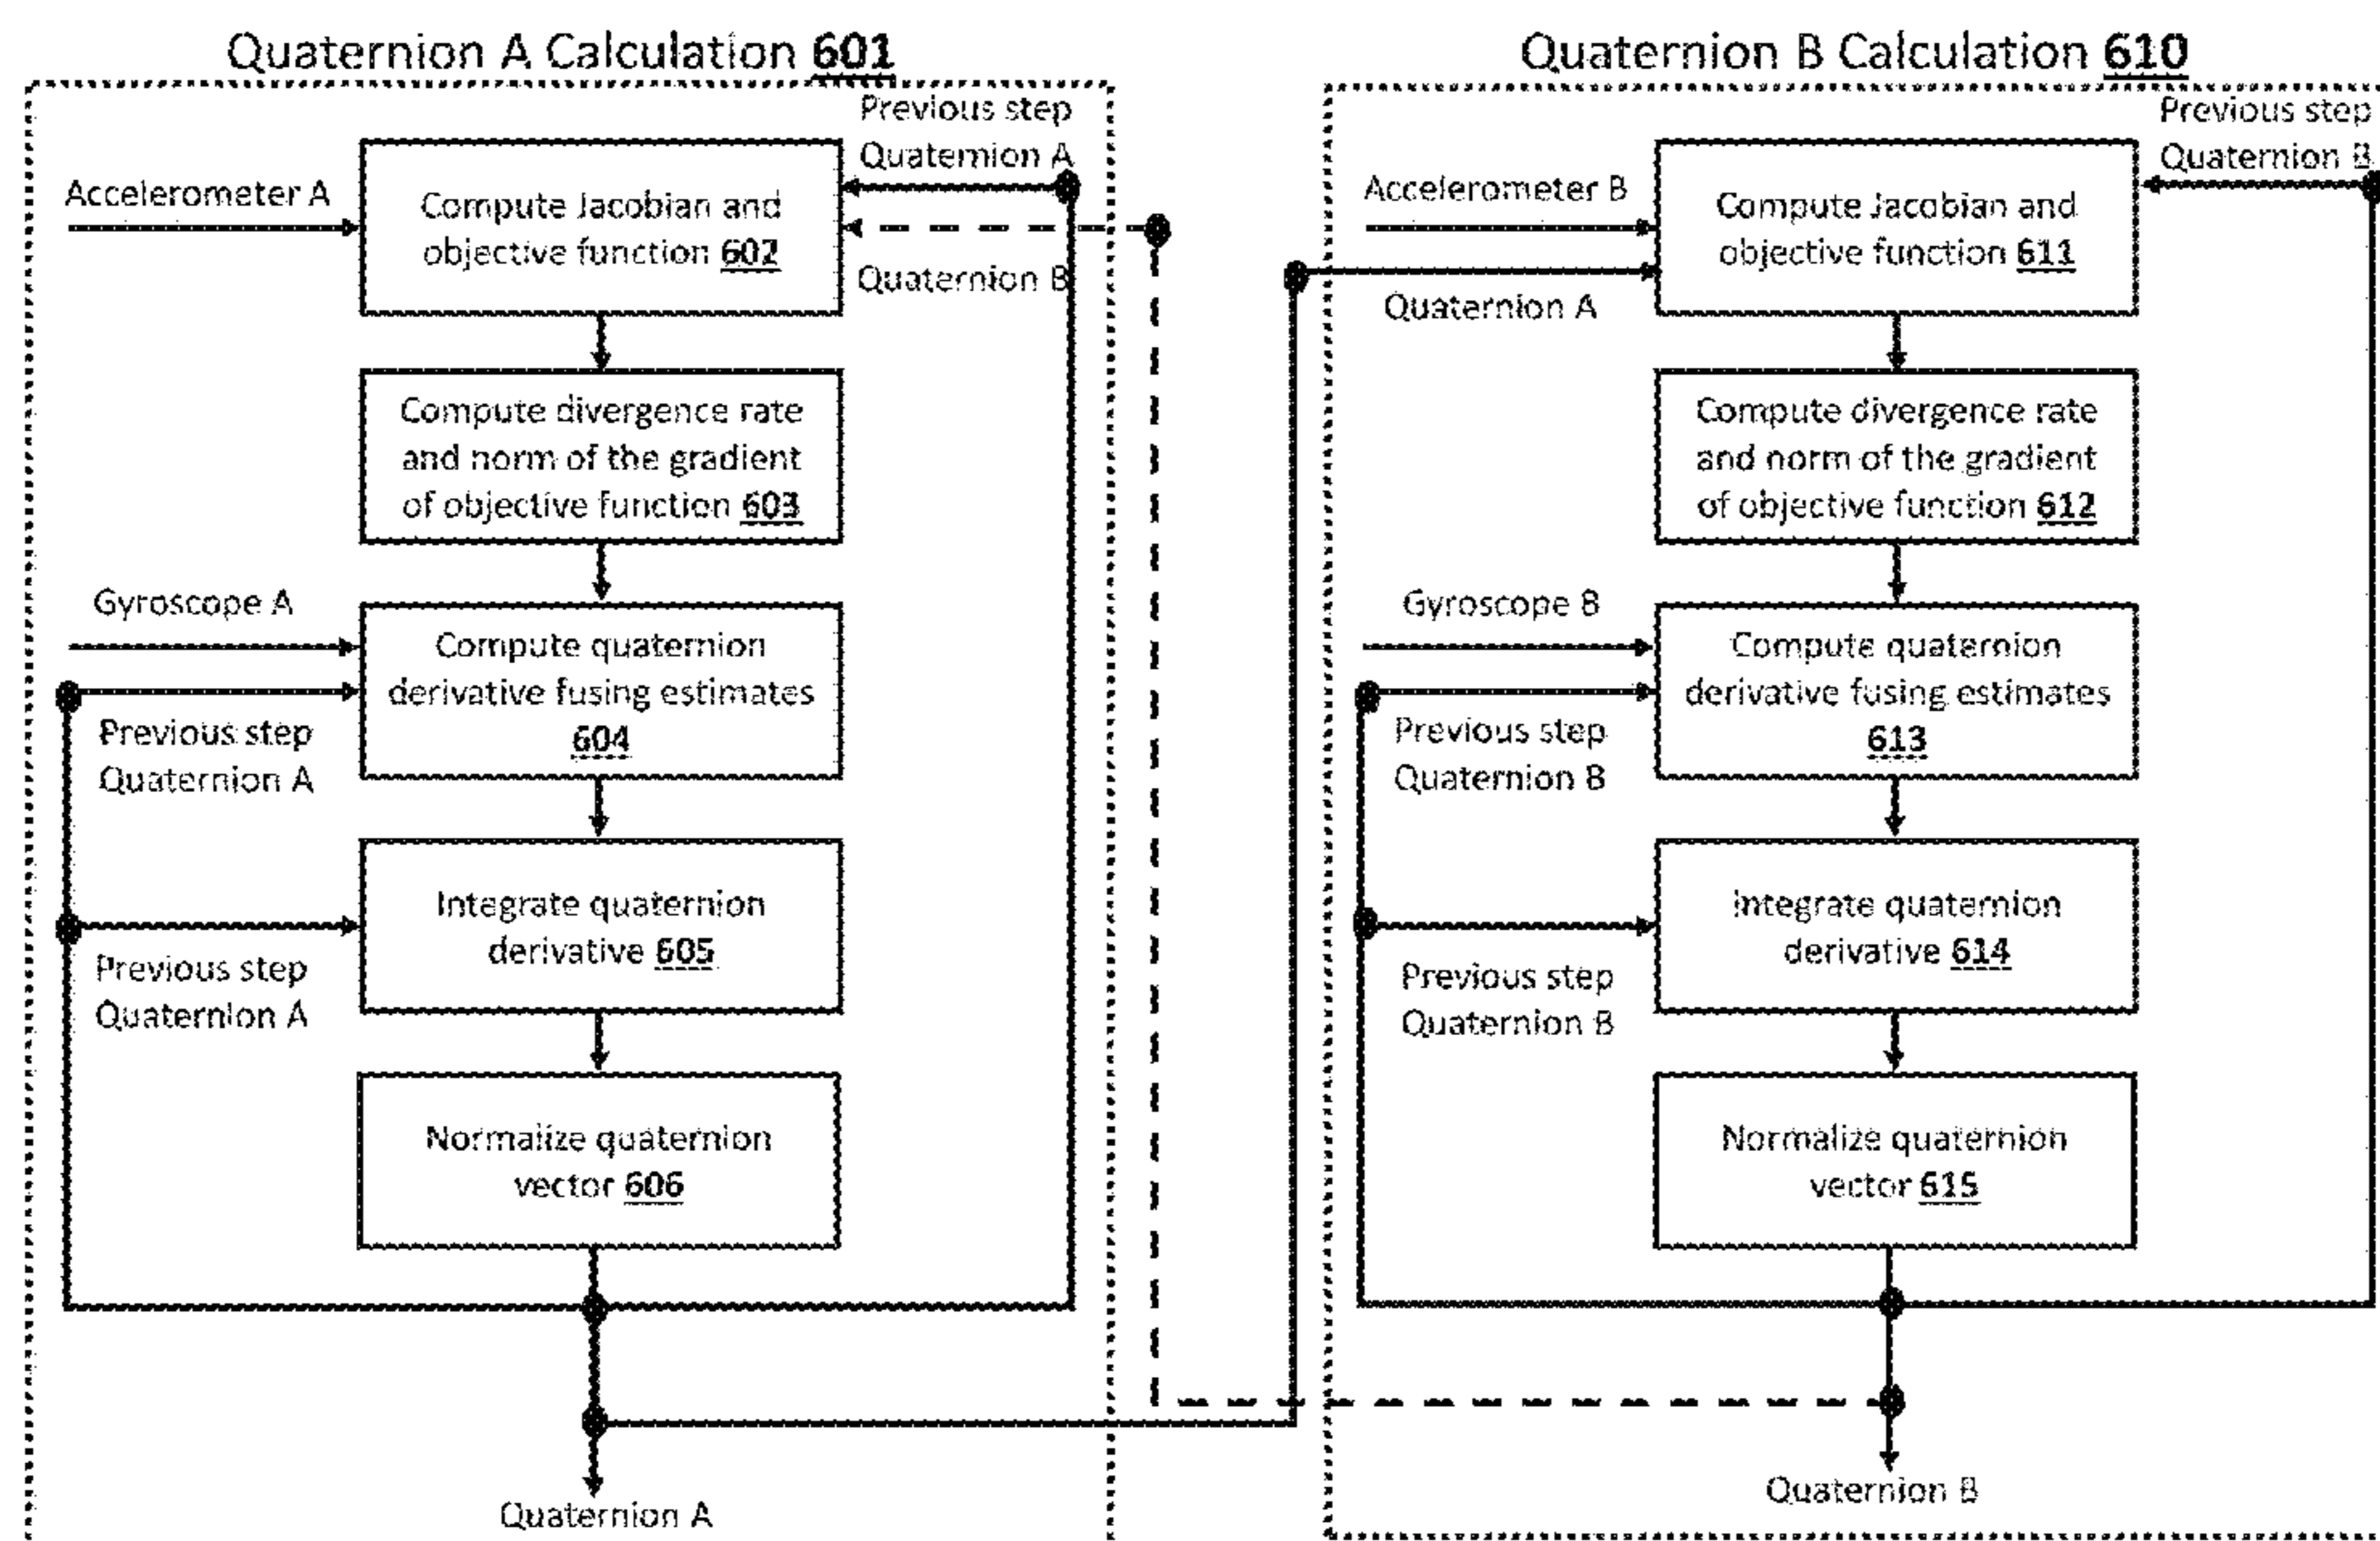 Quaternion A Calculation 601
Previous step
Quaternion A
Accelerometer A
Compute Jacobian and
objective function 602
Quaternion B
Compute divergence rate
and norm of the gradient
of objective function 603
Gyroscope A
Compute quaternion
derivative fusing estimates
604
Previous step
Quaternion A
Integrate quaternion
derivative 605
Previous step
Quaternion A
Normalize quaternion
vector 606
Quaternion A
Quaternion B Calculation 610
Previous step
Quaternion B
Accelerometer B
Compute Jacobian and
objective function 611
Quaternion A
Compute divergence rate
and norm of the gradient
of objective function 612
Gyroscope B
Compute quaternion
derivative fusing estimates
613
Previous step
Quaternion B
Integrate quaternion
derivative 614
Previous step
Quaternion B
Normalize quaternion
vector 615
Quaternion B